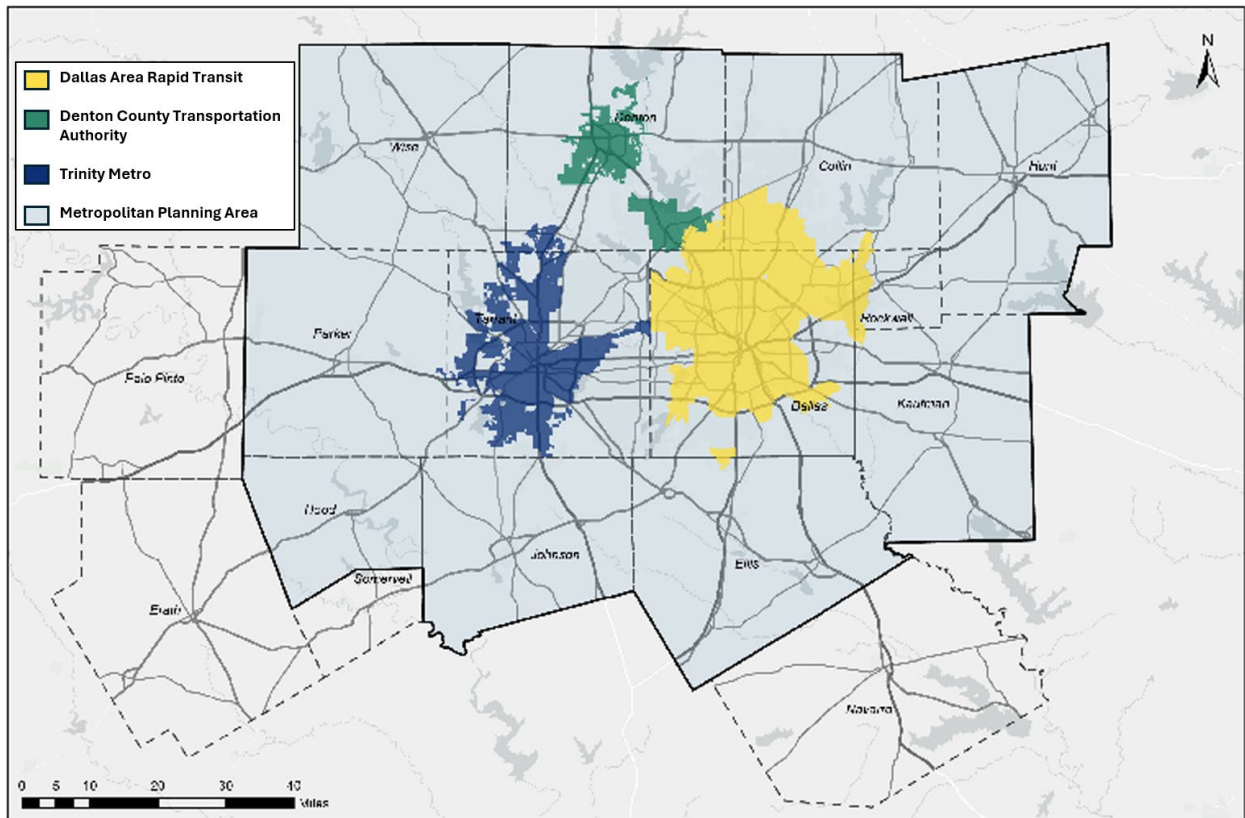 N
Dallas Area Rapid Transit
Denton County Transportation
Authority
Trinity Metro
Metropolitan Planning Area
Denton
Wise
Collin
Hunt
Tarrant
Parker
Rockwall
Palo Pinto
Dallas
Kaufman
Hood
Johnson
Ellis
Somervell
Erath
Navarro
0 5 10 20 30 40
Miles